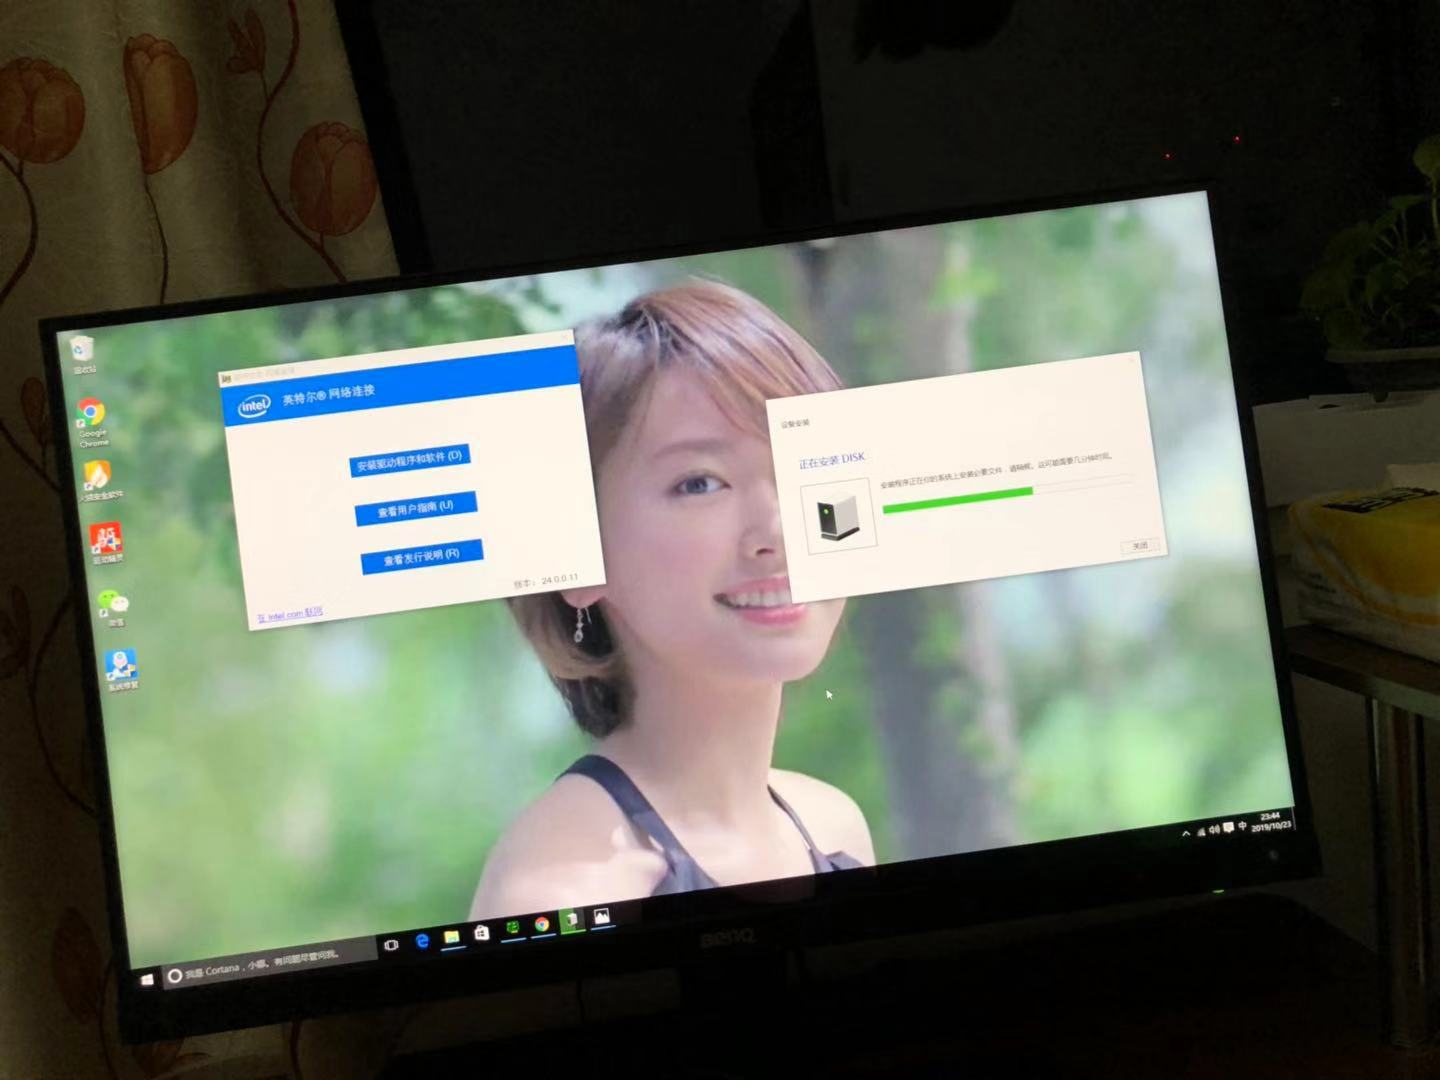 回收站
Google
Chrome
火绒安全软件
驱动精灵
微信
系统修复
intel
英特尔® 网络连接
安装驱动程序和软件 (D)
查看用户指南 (U)
查看发行说明 (R)
版本： 24.0.0.11
在 intel.com 联网
设备安装
正在安装 DISK
安装程序正在你的系统上安装必要文件，请稍候。这可能需要几分钟时间。
关闭
中
23:44
2019/10/23
我是 Cortana，小娜。有问题尽管问我。
BenQ